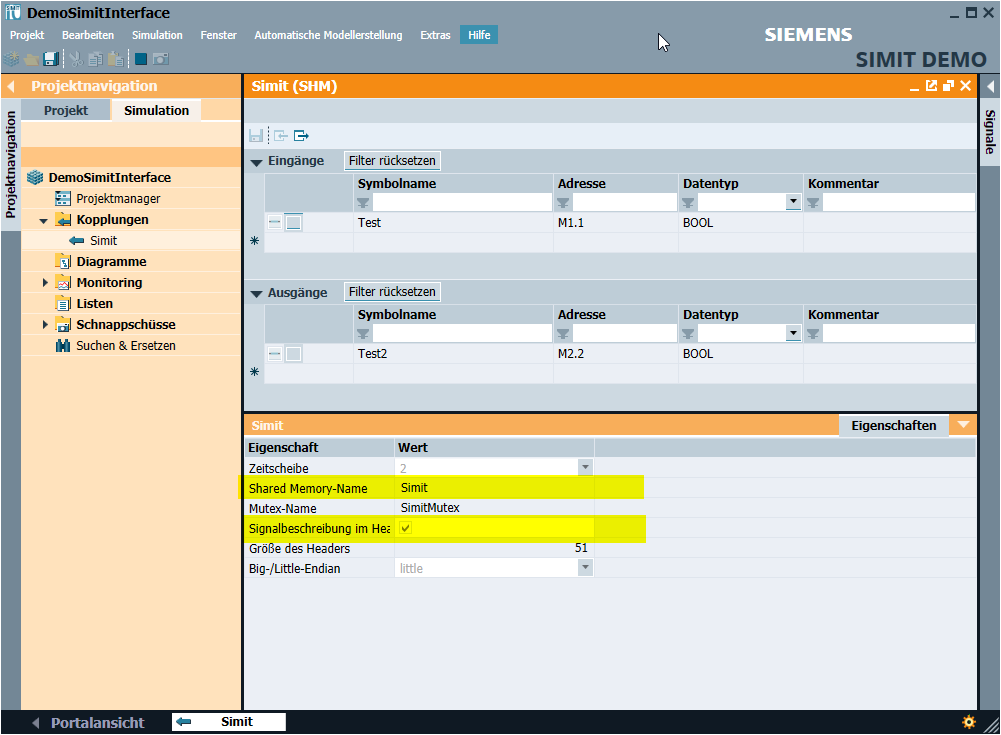 DemoSimitInterface
Projekt Bearbeiten Simulation Fenster Automatische Modellerstellung Extras Hilfe
SIEMENS
SIMIT DEMO
Projektnavigation
Projekt Simulation
Projektnavigation
DemoSimitInterface
Projektmanager
Kopplungen
Simit
Diagramme
Monitoring
Listen
Schnappschüsse
Suchen & Ersetzen
Simit (SHM)
Eingänge Filter rücksetzen
Symbolname Adresse Datentyp Kommentar
Test M1.1 BOOL
Ausgänge Filter rücksetzen
Symbolname Adresse Datentyp Kommentar
Test2 M2.2 BOOL
Simit Eigenschaften
Eigenschaft Wert
Zeitscheibe 2
Shared Memory-Name Simit
Mutex-Name SimitMutex
Signalbeschreibung im Hea
Größe des Headers 51
Big-/Little-Endian little
Signale
Portalansicht Simit